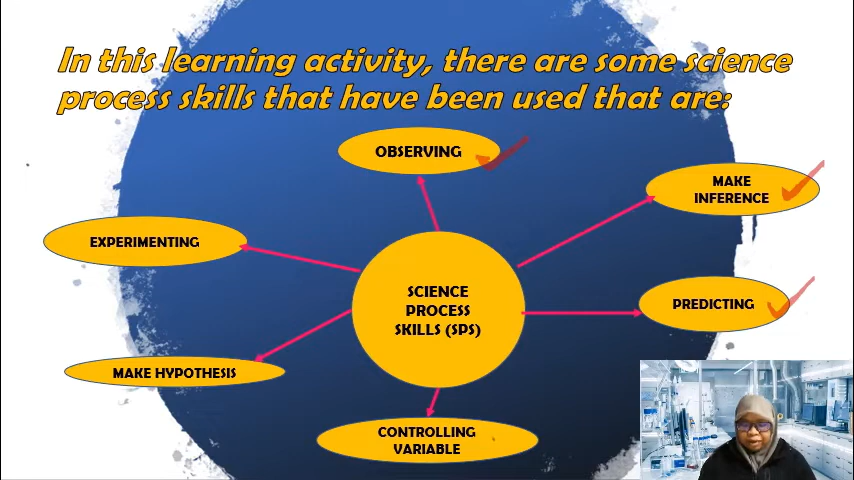 In this learning activity, there are some science
process skills that have been used that are:
OBSERVING
MAKE
INFERENCE
EXPERIMENTING
SCIENCE
PROCESS
SKILLS (SPS)
PREDICTING
MAKE HYPOTHESIS
CONTROLLING
VARIABLE